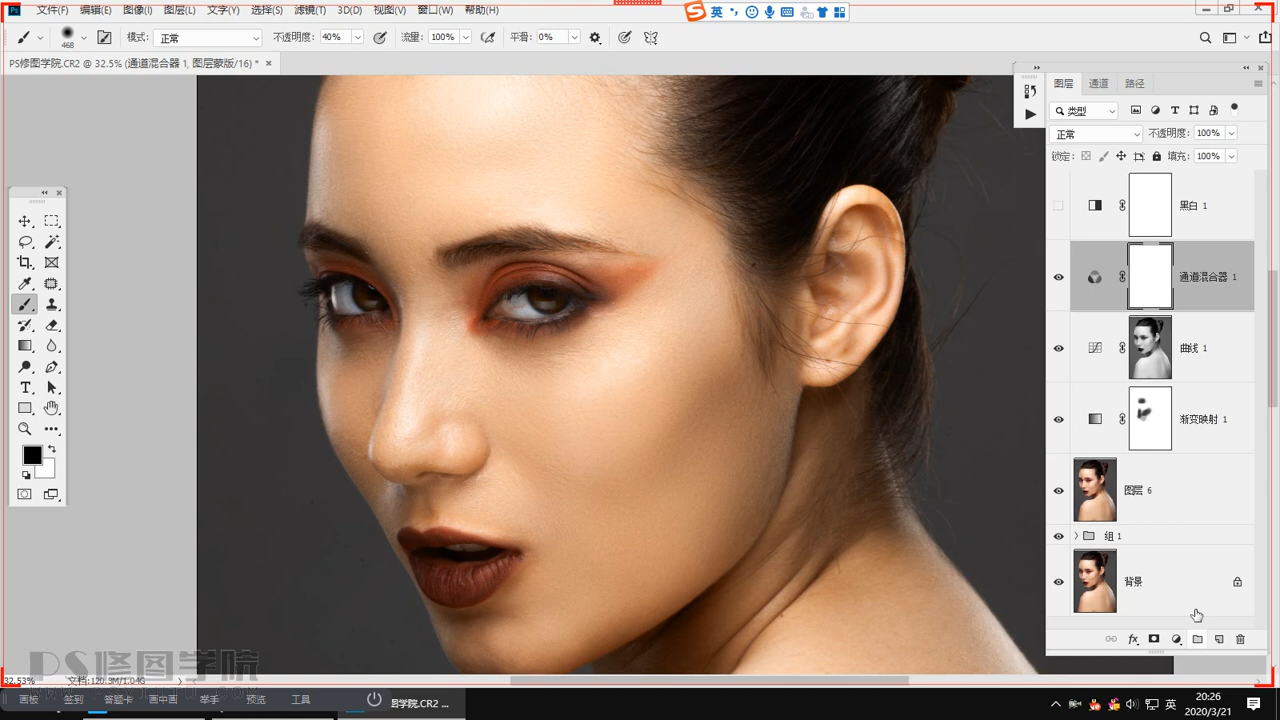 Ps 文件(F) 编辑(E) 图像(I) 图层(L) 文字(Y) 选择(S) 滤镜(T) 3D(D) 视图(V) 窗口(W) 帮助(H)
英
468 模式: 正常 不透明度: 40% 流量: 100% 平滑: 0%
PS修图学院.CR2 @ 32.5% (通道混合器 1, 图层蒙版/16) *
图层 通道 路径
类型
正常 不透明度: 100%
锁定: 填充: 100%
黑白 1
通道混合器 1
曲线 1
渐变映射 1
图层 6
组 1
背景
fx
PS修图学院
32.53% 文档:120.3M/1.04G
画板 签到 答题卡 画中画 举手 预览 工具
学院.CR2 ...
英
20:26
2020/3/21